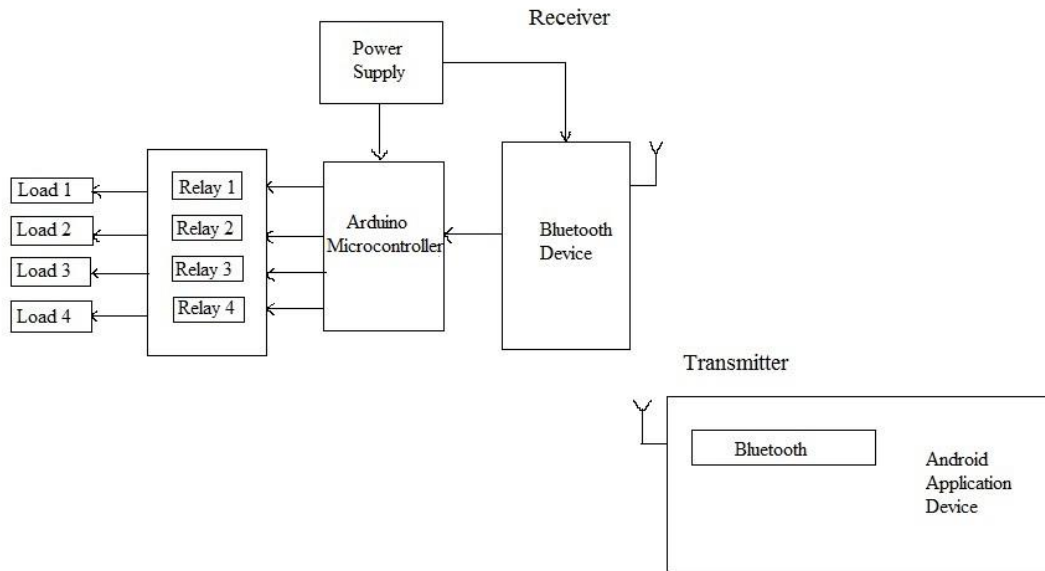 Receiver
Power
Supply
Load 1
Load 2
Load 3
Load 4
Relay 1
Relay 2
Relay 3
Relay 4
Arduino
Microcontroller
Bluetooth
Device
Transmitter
Bluetooth
Android
Application
Device